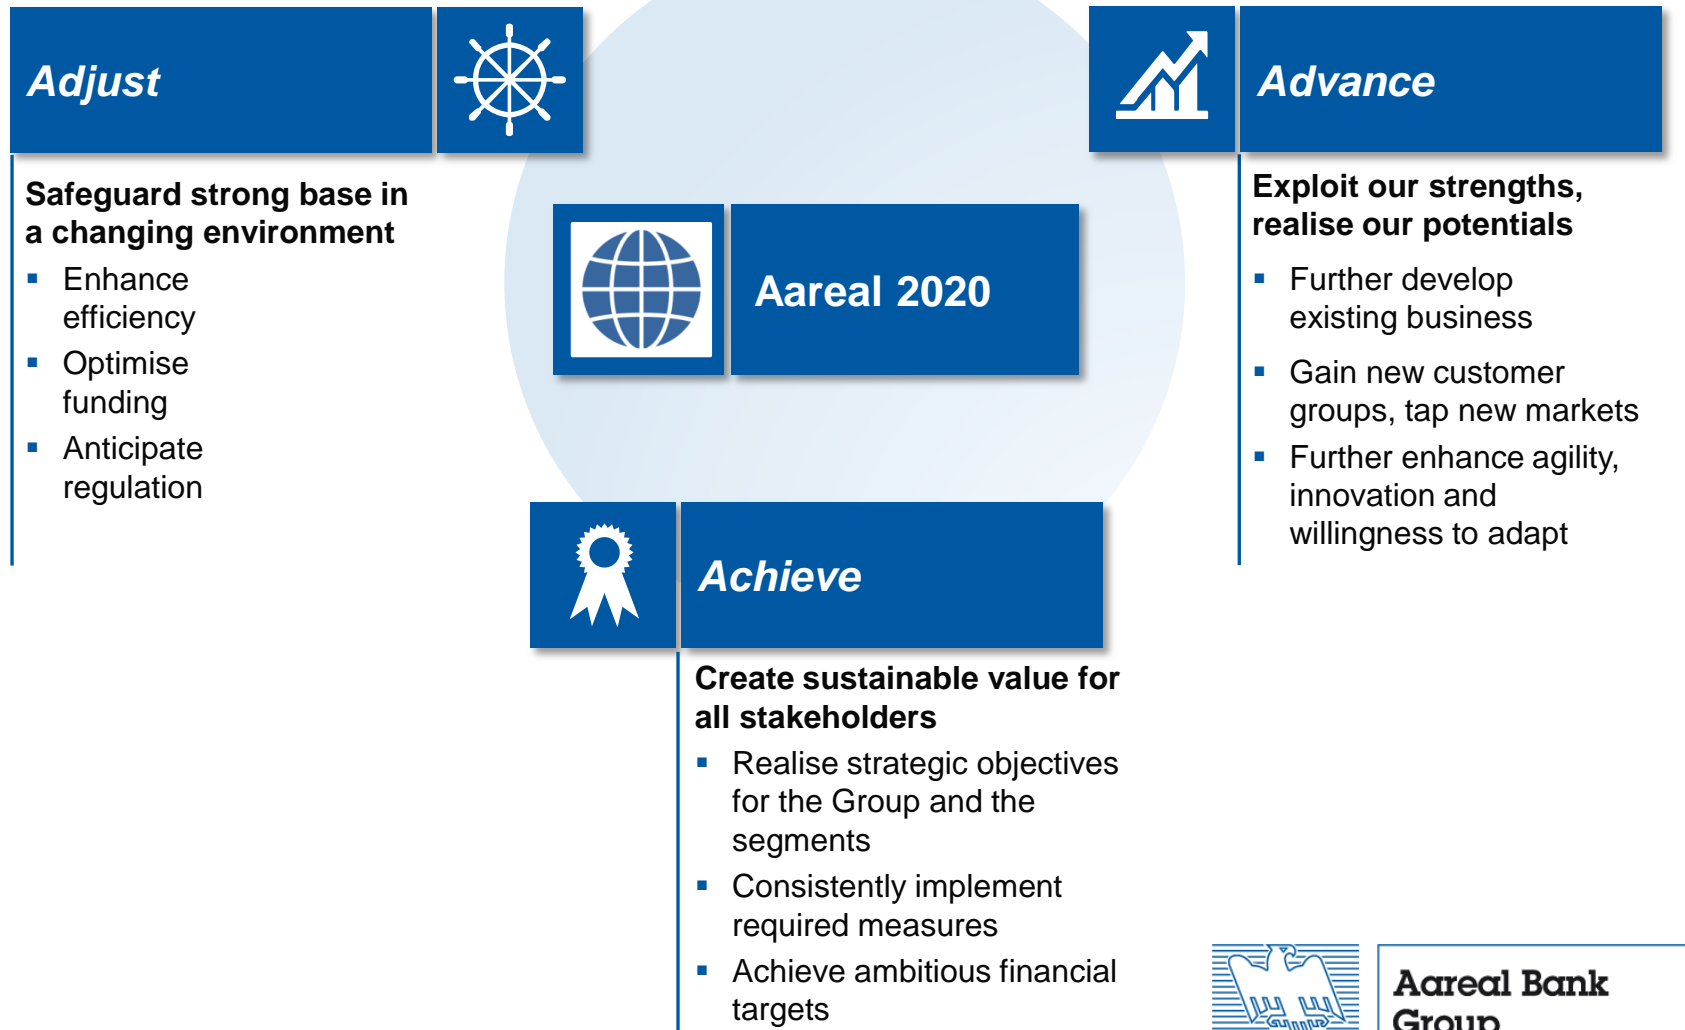 Adjust
Safeguard strong base in
a changing environment
Enhance
efficiency
Optimise
funding
Anticipate
regulation
Aareal 2020
Advance
Exploit our strengths,
realise our potentials
Further develop
existing business
Gain new customer
groups, tap new markets
Further enhance agility,
innovation and
willingness to adapt
Achieve
Create sustainable value for
all stakeholders
Realise strategic objectives
for the Group and the
segments
Consistently implement
required measures
Achieve ambitious financial
targets
Aareal Bank
Group